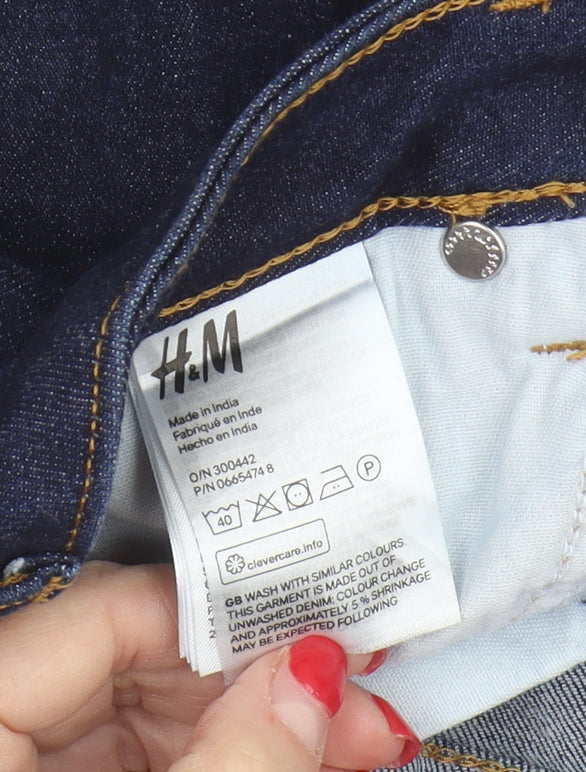 H&M
Made in India
Fabriqué en Inde
Hecho en India
O/N 300442
P/N 0665474 8
40 P
clevercare.info
GB WASH WITH SIMILAR COLOURS.
THIS GARMENT IS MADE OUT OF
UNWASHED DENIM; COLOUR CHANGE
AND APPROXIMATELY 5 % SHRINKAGE
MAY BE EXPECTED FOLLOWING